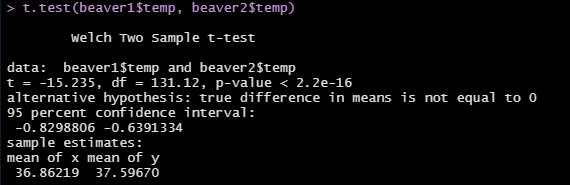 > t.test(beaver1$temp, beaver2$temp)
Welch Two Sample t-test
data:  beaver1$temp and beaver2$temp
t = -15.235, df = 131.12, p-value < 2.2e-16
alternative hypothesis: true difference in means is not equal to 0
95 percent confidence interval:
 -0.8298806 -0.6391334
sample estimates:
mean of x mean of y
 36.86219  37.59670